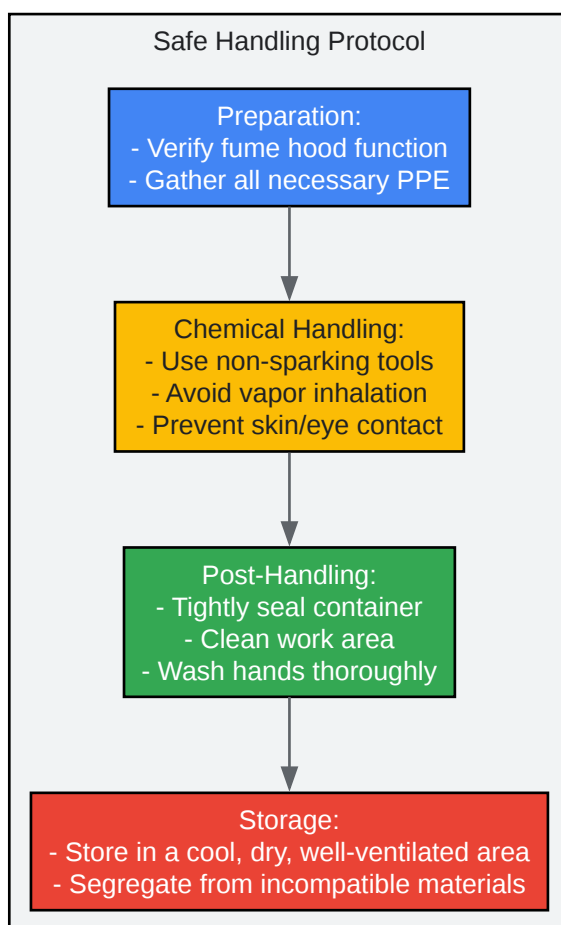 Safe Handling Protocol
Preparation:
- Verify fume hood function
- Gather all necessary PPE
Chemical Handling:
- Use non-sparking tools
- Avoid vapor inhalation
- Prevent skin/eye contact
Post-Handling:
- Tightly seal container
- Clean work area
- Wash hands thoroughly
Storage:
- Store in a cool, dry, well-ventilated area
- Segregate from incompatible materials